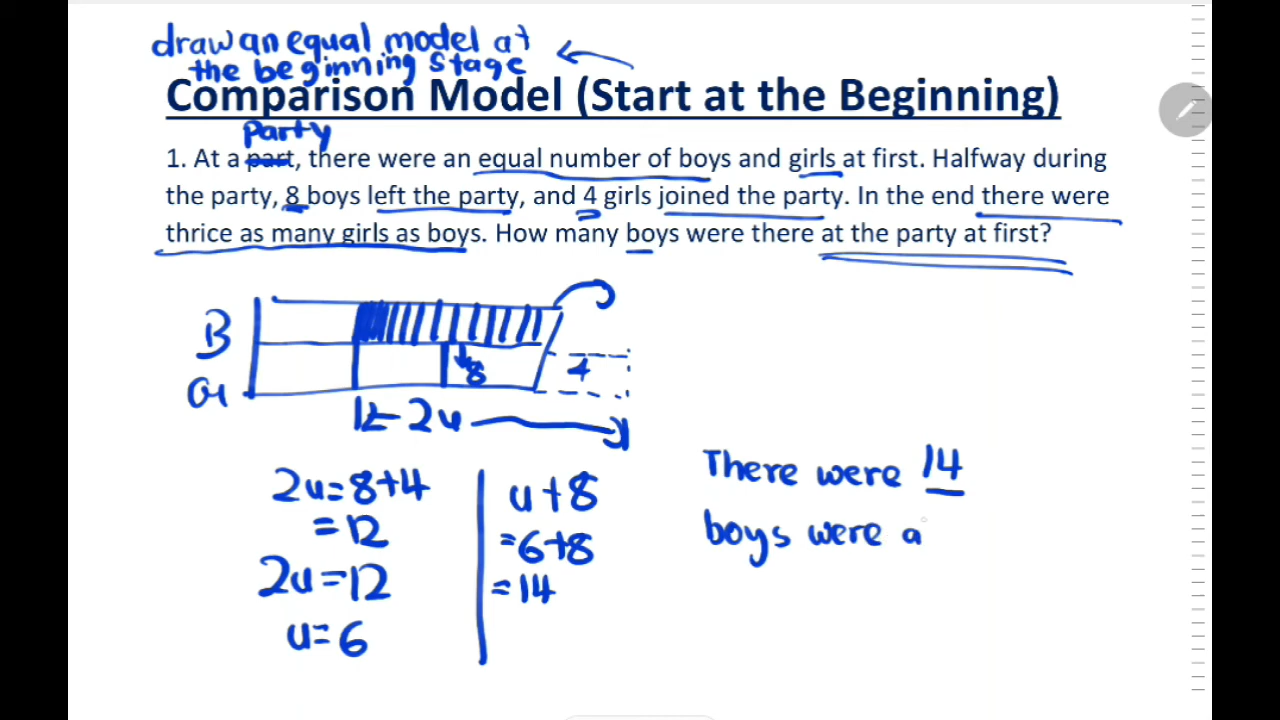 draw an equal model at
the beginning stage
Comparison Model (Start at the Beginning)
Party
1. At a part, there were an equal number of boys and girls at first. Halfway during
the party, 8 boys left the party, and 4 girls joined the party. In the end there were
thrice as many girls as boys. How many boys were there at the party at first?
B
G
8
4
2u
2u=8+4
=12
2u=12
u=6
u+8
=6+8
=14
There were 14
boys were a